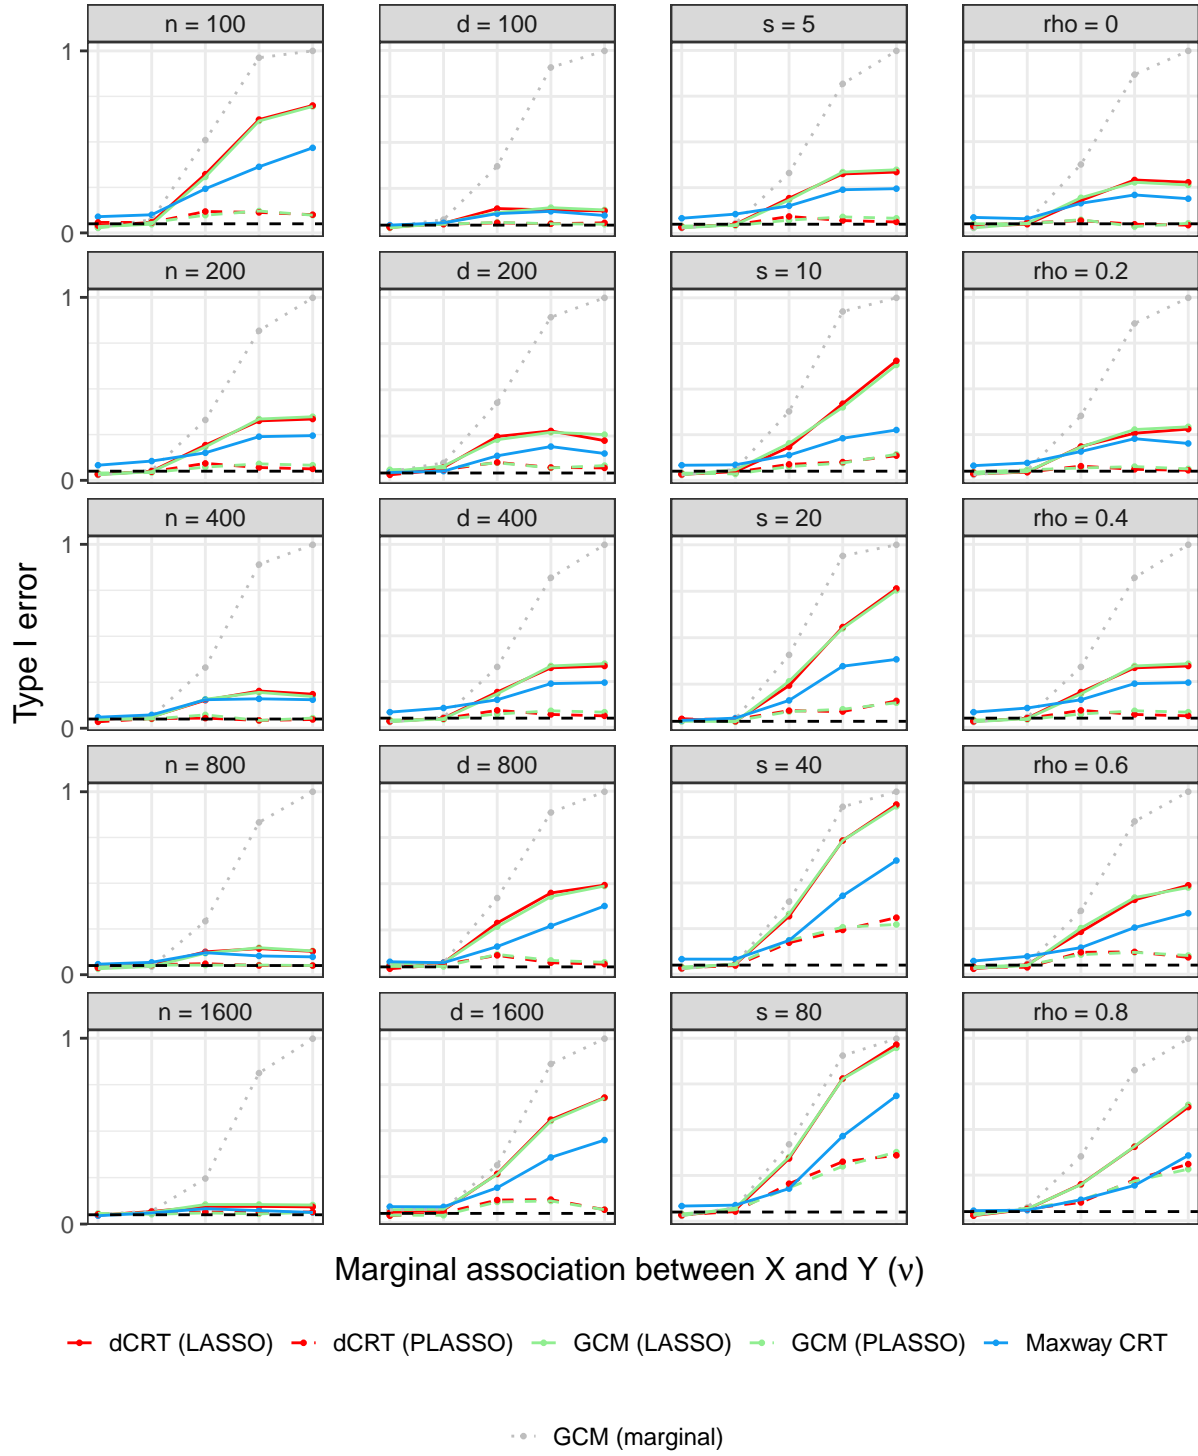 n = 100
d = 100
s = 5
rho = 0
1
0
n = 200
d = 200
s = 10
rho = 0.2
1
0
n = 400
d = 400
s = 20
rho = 0.4
1
0
n = 800
d = 800
s = 40
rho = 0.6
1
0
n = 1600
d = 1600
s = 80
rho = 0.8
1
0
Type I error
Marginal association between X and Y (ν)
dCRT (LASSO)
dCRT (PLASSO)
GCM (LASSO)
GCM (PLASSO)
Maxway CRT
GCM (marginal)